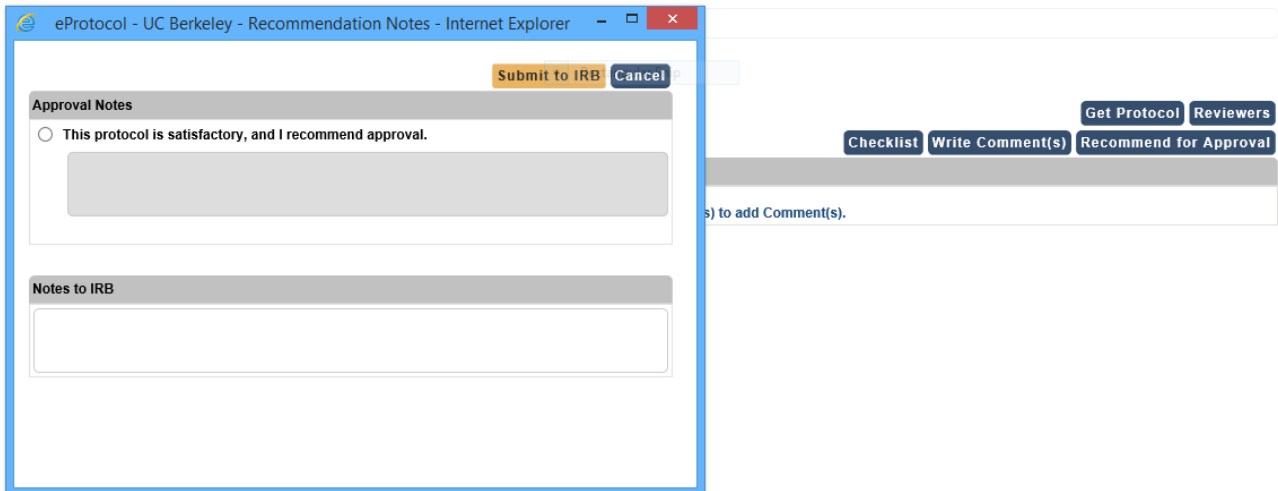 eProtocol - UC Berkeley - Recommendation Notes - Internet Explorer
Submit to IRB Cancel
Approval Notes
This protocol is satisfactory, and I recommend approval.
Notes to IRB
Get Protocol Reviewers
Checklist Write Comment(s) Recommend for Approval
s) to add Comment(s).